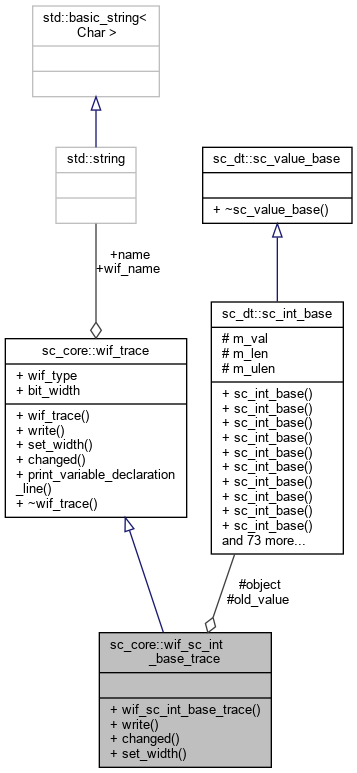 std::basic_string<
Char >
std::string
sc_dt::sc_value_base
+ ~sc_value_base()
+name
+wif_name
sc_dt::sc_int_base
# m_val
# m_len
# m_ulen
+ sc_int_base()
+ sc_int_base()
+ sc_int_base()
+ sc_int_base()
+ sc_int_base()
+ sc_int_base()
+ sc_int_base()
+ sc_int_base()
+ sc_int_base()
+ sc_int_base()
and 73 more...
sc_core::wif_trace
+ wif_type
+ bit_width
+ wif_trace()
+ write()
+ set_width()
+ changed()
+ print_variable_declaration
_line()
+ ~wif_trace()
#object
#old_value
sc_core::wif_sc_int
_base_trace
+ wif_sc_int_base_trace()
+ write()
+ changed()
+ set_width()